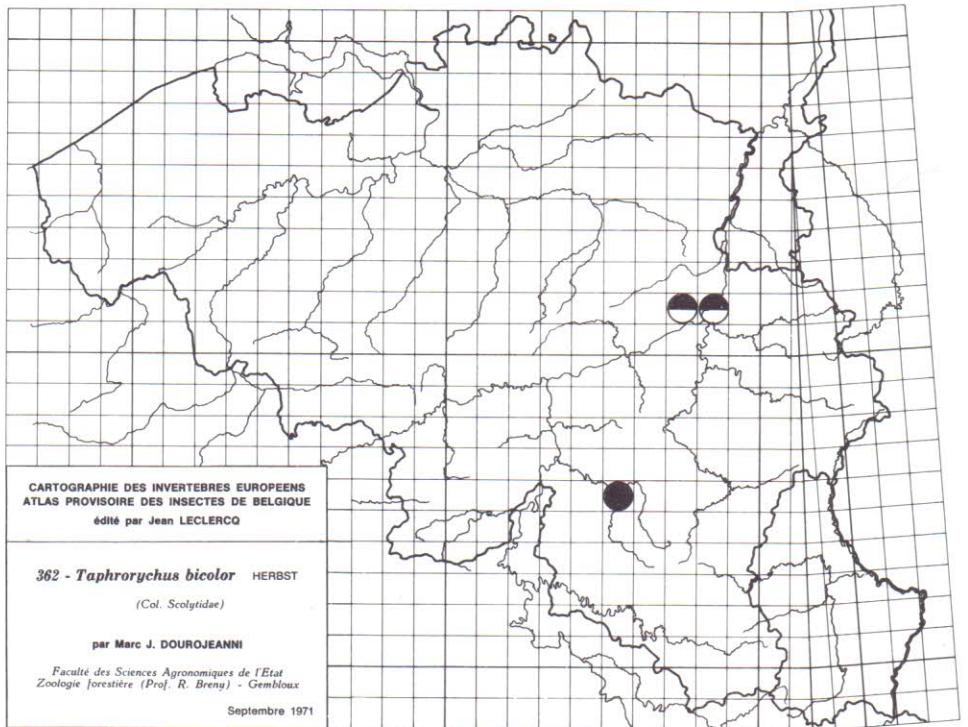 CARTOGRAPHIE DES INVERTEBRES EUROPEENS
ATLAS PROVISOIRE DES INSECTES DE BELGIQUE
édité par Jean LECLERCQ
362 - Taphrorychus bicolor HERBST
(Col. Scolytidae)
par Marc J. DOUROJEANNI
Faculté des Sciences Agronomiques de l'Etat
Zoologie forestière (Prof. R. Breny) - Gembloux
Septembre 1971